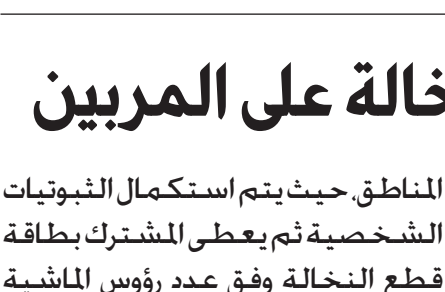 خالة على المربين
المناطق، حيث يتم استكمال الثبوتيات
الشخصية ثم يعطى المشترك بطاقة
قطع النخالة وفق عدد رؤوس الماشية